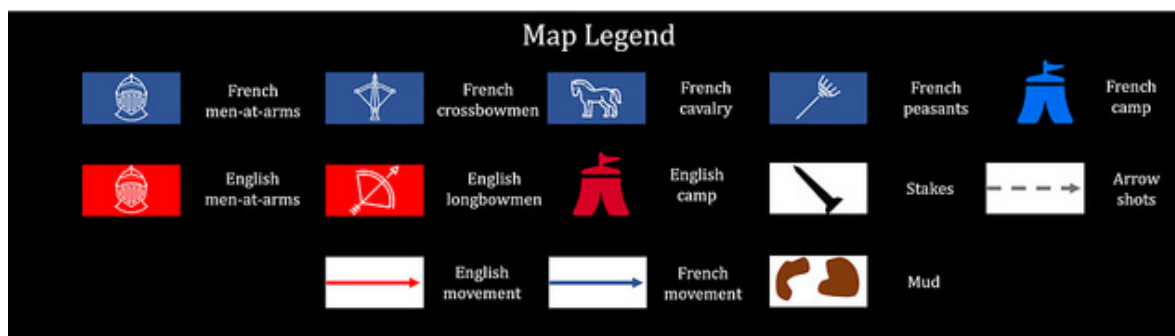 Map Legend
French
men-at-arms
French
crossbowmen
French
cavalry
French
peasants
French
camp
English
men-at-arms
English
longbowmen
English
camp
Stakes
Arrow
shots
English
movement
French
movement
Mud